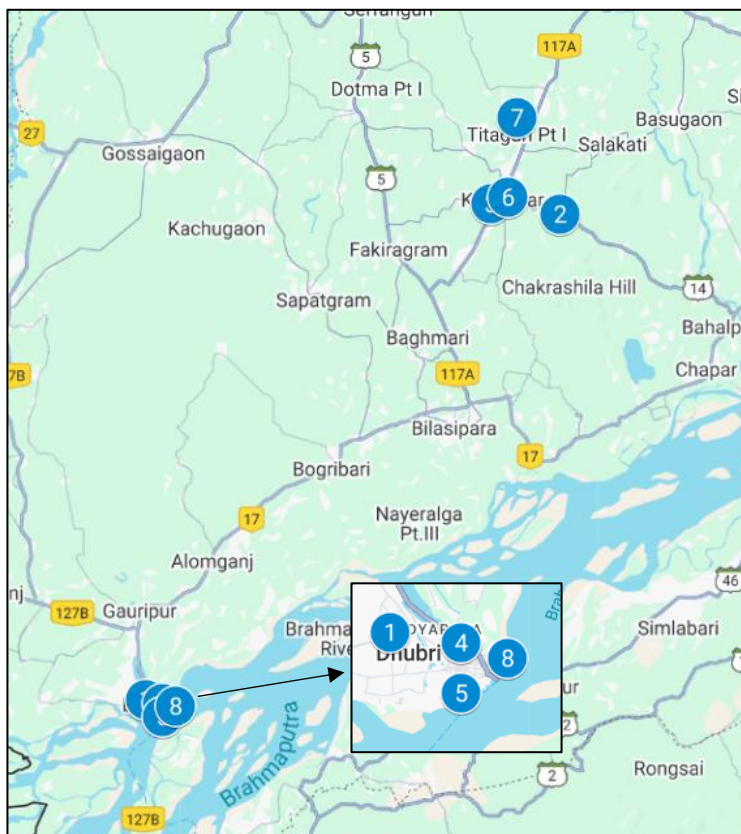 Serfanguri
117A
5
Dotma Pt I
7
Titaguri Pt I
Basugaon
Salakati
27
Gossaigaon
5
6
2
Kachugaon
Fakiragram
Chakrashila Hill
14
Sapatgram
Bahalp
Baghmari
Chapar
7B
117A
Bilasipara
17
Bogribari
17
Nayeralga
Pt.III
Alomganj
46
nj
127B
Gauripur
1
4
Dhubri
8
5
Simlabari
Brahma
Rive
8
ur
2
Brahmaputra
Rongsai
2
127B